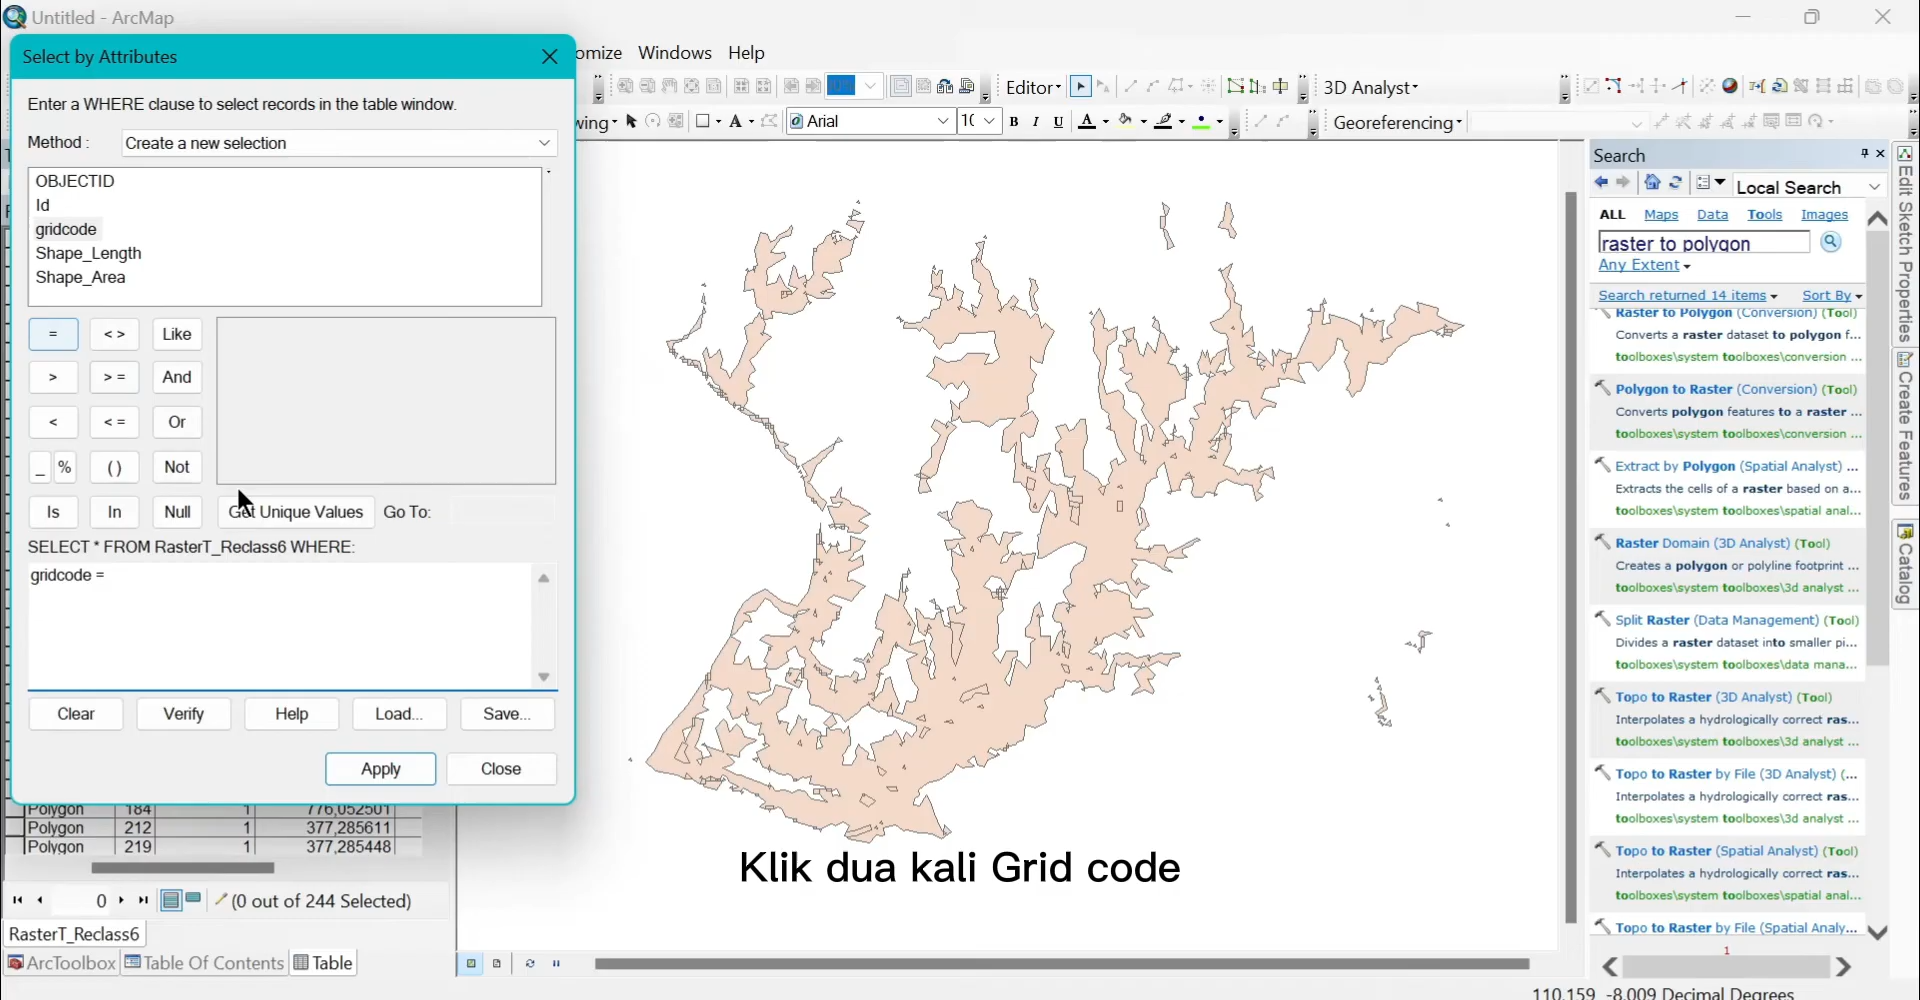 Untitled - ArcMap
Select by Attributes
omize Windows Help
Editor
3D Analyst
wing
Arial
10
B I U A
Georeferencing
Enter a WHERE clause to select records in the table window.
Method : Create a new selection
OBJECTID
Id
gridcode
Shape_Length
Shape_Area
= < > Like
> > = And
< < = Or
_ % ( ) Not
Is In Null Get Unique Values Go To:
SELECT * FROM RasterT_Reclass6 WHERE:
gridcode =
Clear Verify Help Load... Save...
Apply Close
Polygon 184 1 776,052501
Polygon 212 1 377,285611
Polygon 219 1 377,285448
0 (0 out of 244 Selected)
RasterT_Reclass6
ArcToolbox Table Of Contents Table
Klik dua kali Grid code
Search
Local Search
ALL Maps Data Tools Images
raster to polygon
Any Extent
Search returned 14 items Sort By
Raster to Polygon (Conversion) (Tool)
Converts a raster dataset to polygon f...
toolboxes\system toolboxes\conversion ...
Polygon to Raster (Conversion) (Tool)
Converts polygon features to a raster ...
toolboxes\system toolboxes\conversion ...
Extract by Polygon (Spatial Analyst) ...
Extracts the cells of a raster based on a...
toolboxes\system toolboxes\spatial anal...
Raster Domain (3D Analyst) (Tool)
Creates a polygon or polyline footprint ...
toolboxes\system toolboxes\3d analyst ...
Split Raster (Data Management) (Tool)
Divides a raster dataset into smaller pi...
toolboxes\system toolboxes\data mana...
Topo to Raster (3D Analyst) (Tool)
Interpolates a hydrologically correct ras...
toolboxes\system toolboxes\3d analyst ...
Topo to Raster by File (3D Analyst) (...
Interpolates a hydrologically correct ras...
toolboxes\system toolboxes\3d analyst ...
Topo to Raster (Spatial Analyst) (Tool)
Interpolates a hydrologically correct ras...
toolboxes\system toolboxes\spatial anal...
Topo to Raster by File (Spatial Analy...
1
Edit Sketch Properties
Create Features
Catalog
110,159 -8,009 Decimal Degrees